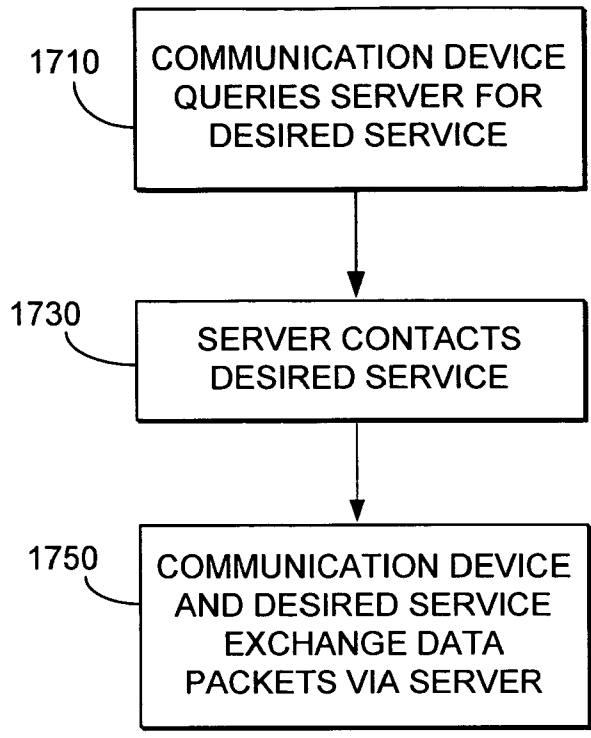 1710
COMMUNICATION DEVICE
QUERIES SERVER FOR
DESIRED SERVICE
1730
SERVER CONTACTS
DESIRED SERVICE
1750
COMMUNICATION DEVICE
AND DESIRED SERVICE
EXCHANGE DATA
PACKETS VIA SERVER